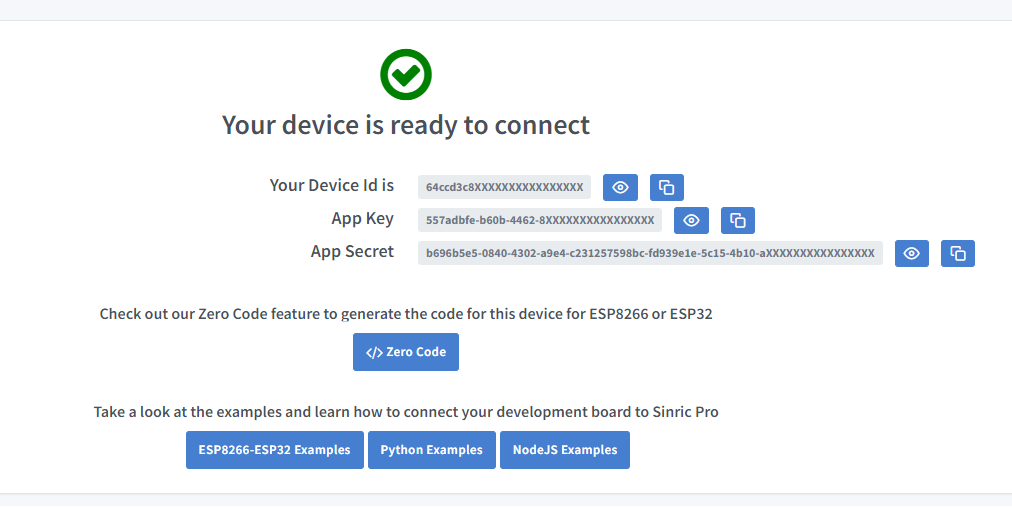 Your device is ready to connect
Your Device Id is 64ccd3c8XXXXXXXXXXXXXXXX
App Key 557adbfe-b60b-4462-8XXXXXXXXXXXXXXXX
App Secret b696b5e5-0840-4302-a9e4-c231257598bc-fd939e1e-5c15-4b10-aXXXXXXXXXXXXXXXX
Check out our Zero Code feature to generate the code for this device for ESP8266 or ESP32
</> Zero Code
Take a look at the examples and learn how to connect your development board to Sinric Pro
ESP8266-ESP32 Examples Python Examples NodeJS Examples